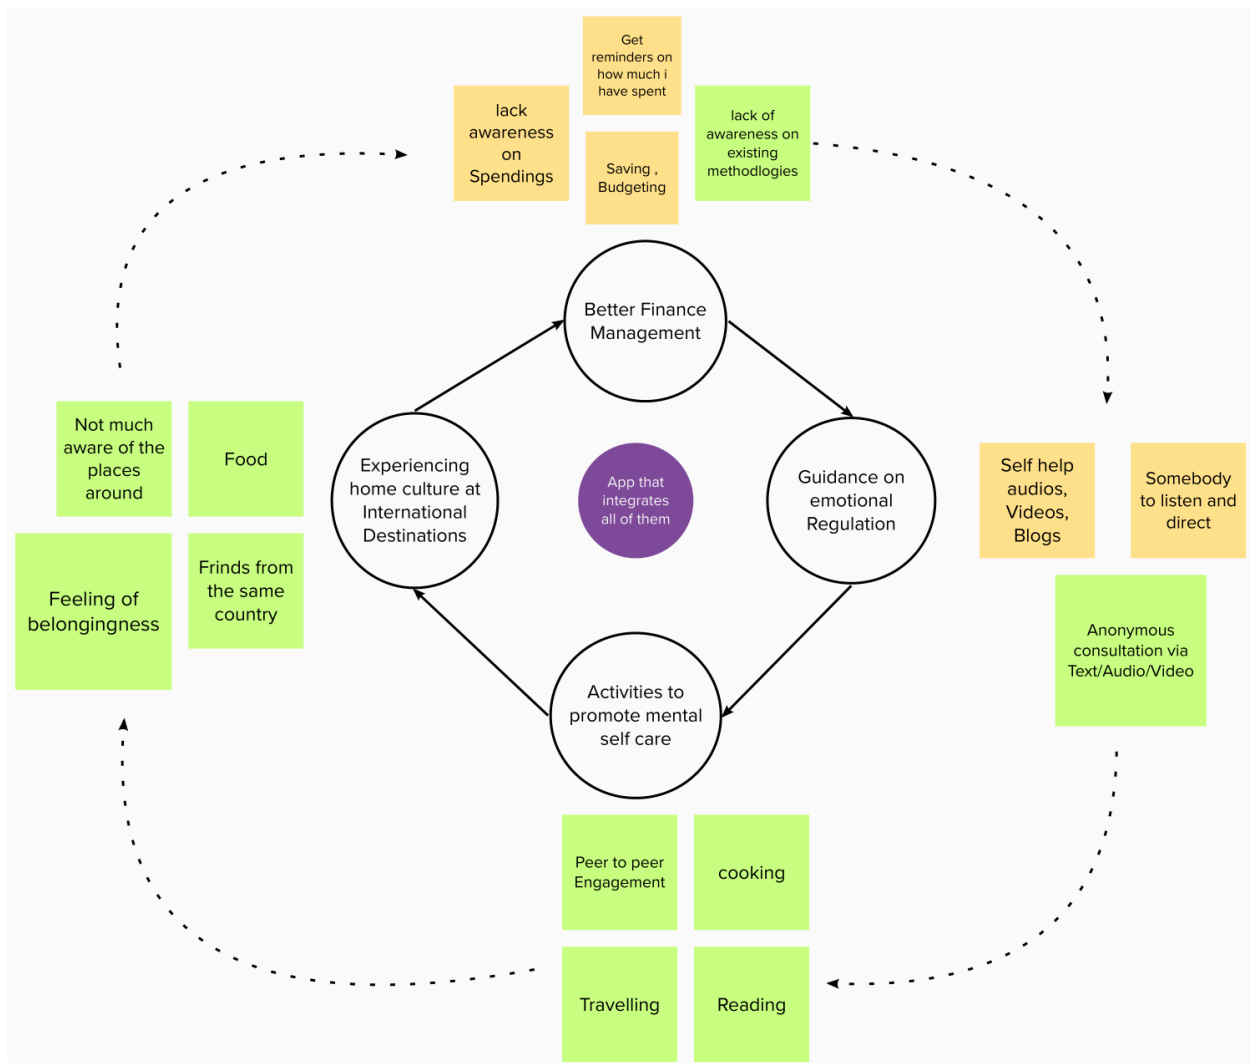 Get
reminders on
how much i
have spent
lack
awareness
on
Spendings
Saving ,
Budgeting
lack of
awareness on
existing
methodlogies
Better Finance
Management
Not much
aware of the
places
around
Food
Feeling of
belongingness
Frinds from
the same
country
Experiencing
home culture at
International
Destinations
App that
integrates
all of them
Guidance on
emotional
Regulation
Self help
audios,
Videos,
Blogs
Somebody
to listen and
direct
Anonymous
consultation via
Text/Audio/Video
Activities to
promote mental
self care
Peer to peer
Engagement
cooking
Travelling
Reading